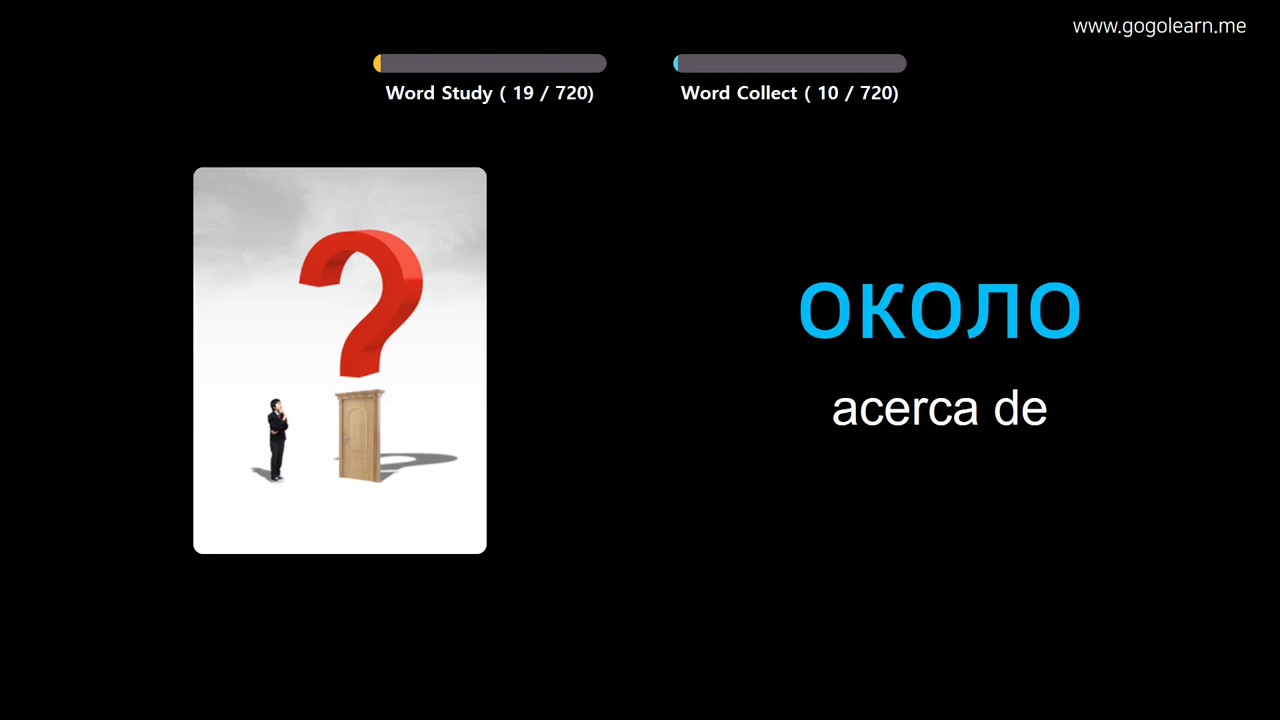 www.gogolearn.me
Word Study ( 19 / 720)
Word Collect ( 10 / 720)
около
acerca de